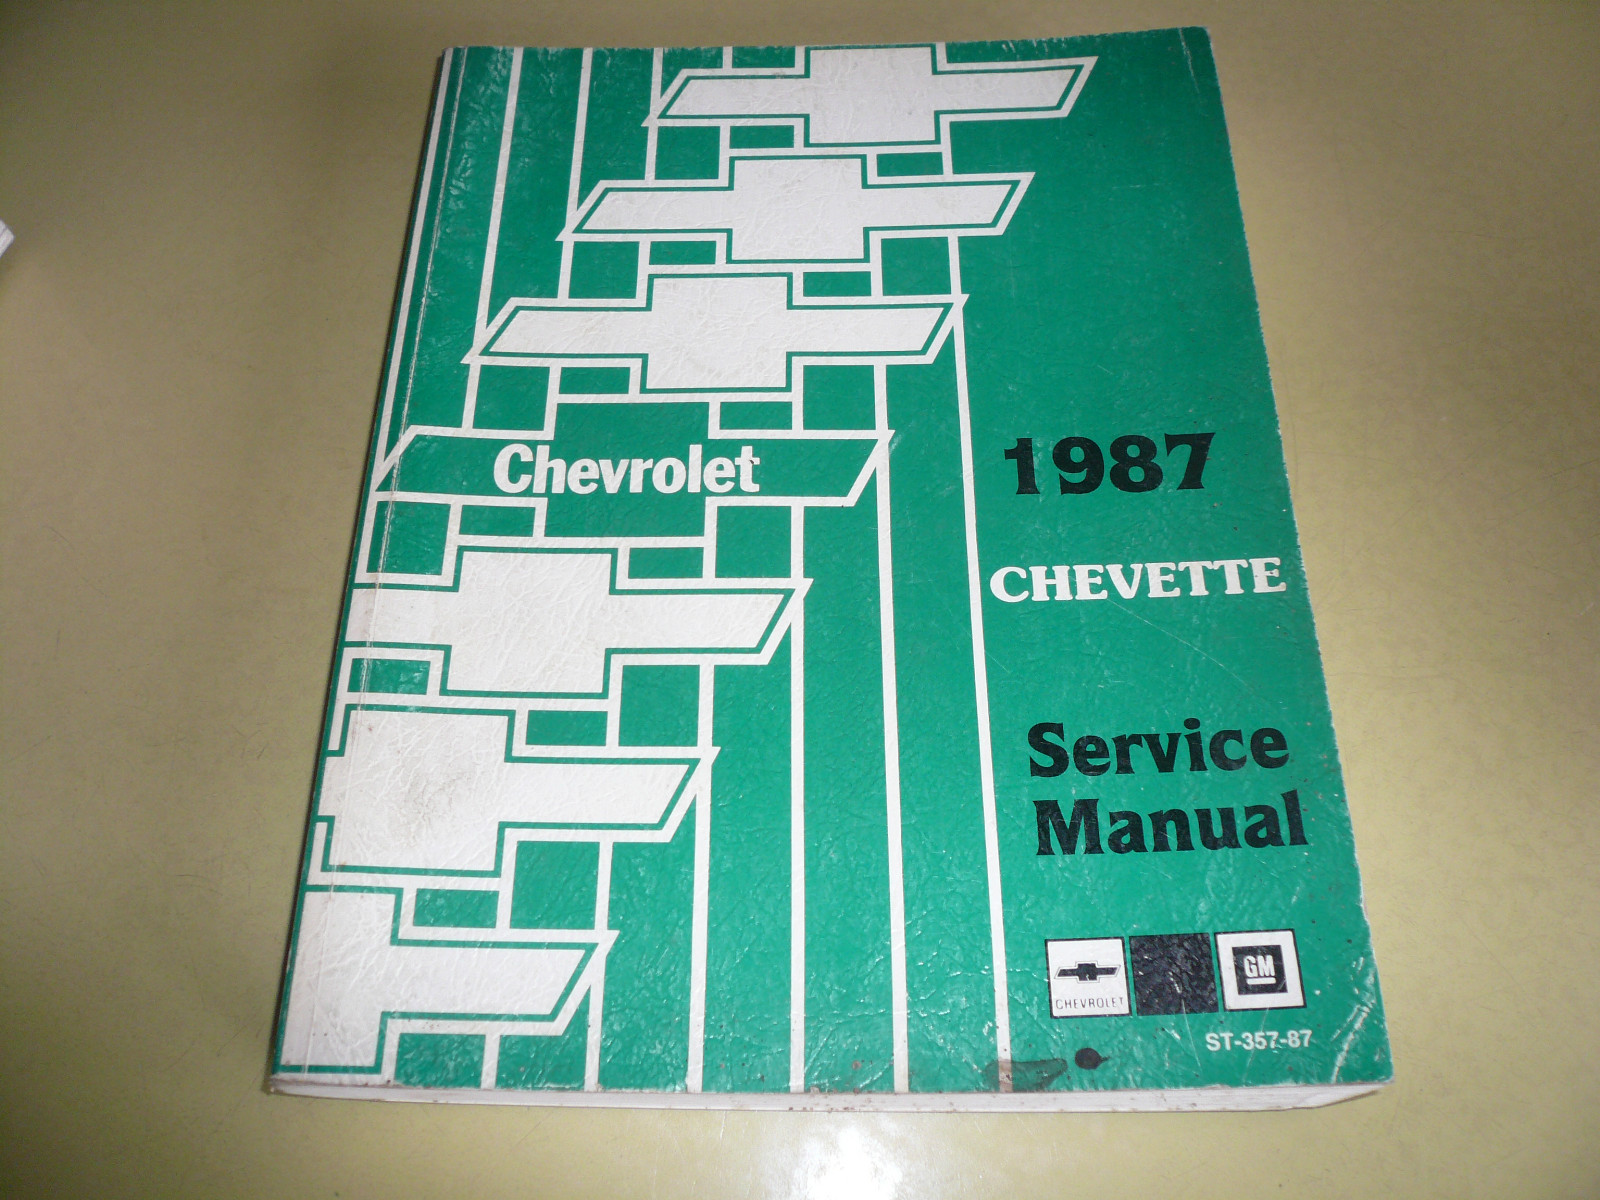 Chevrolet
1987
CHEVETTE
Service
Manual
CHEVROLET
GM
ST-357-87